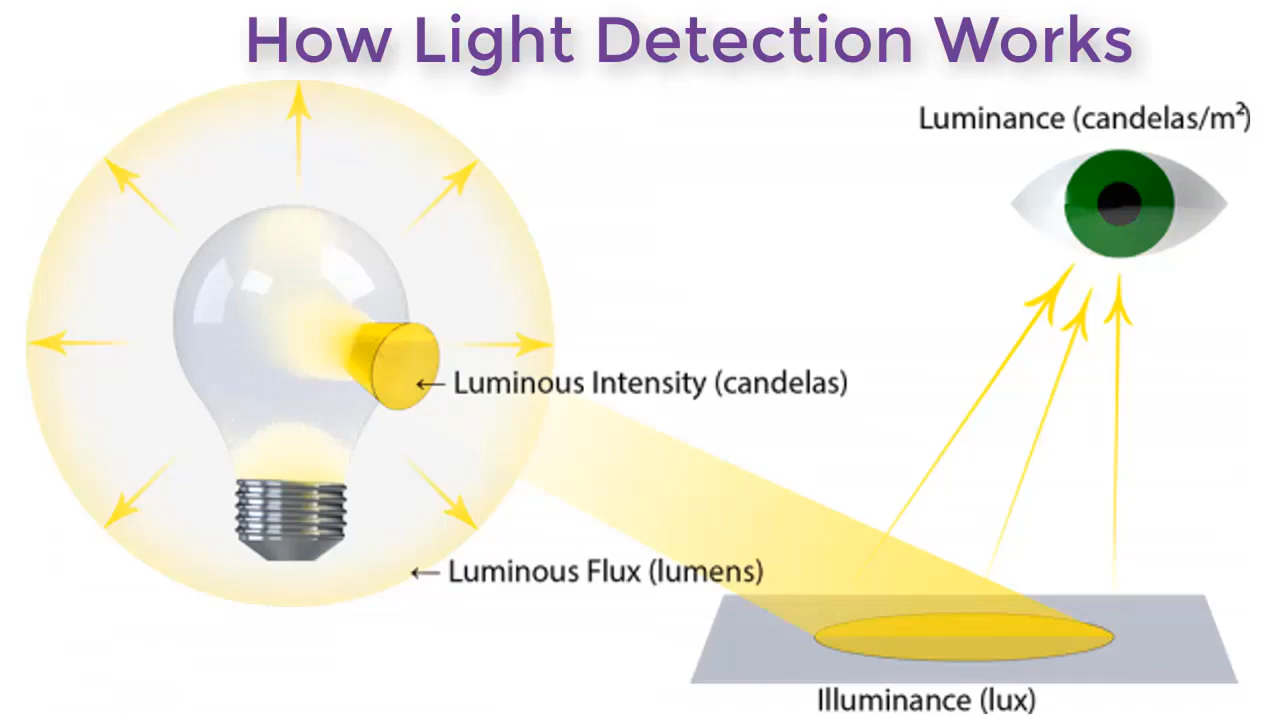 How Light Detection Works
Luminance (candelas/m²)
← Luminous Intensity (candelas)
← Luminous Flux (lumens)
Illuminance (lux)